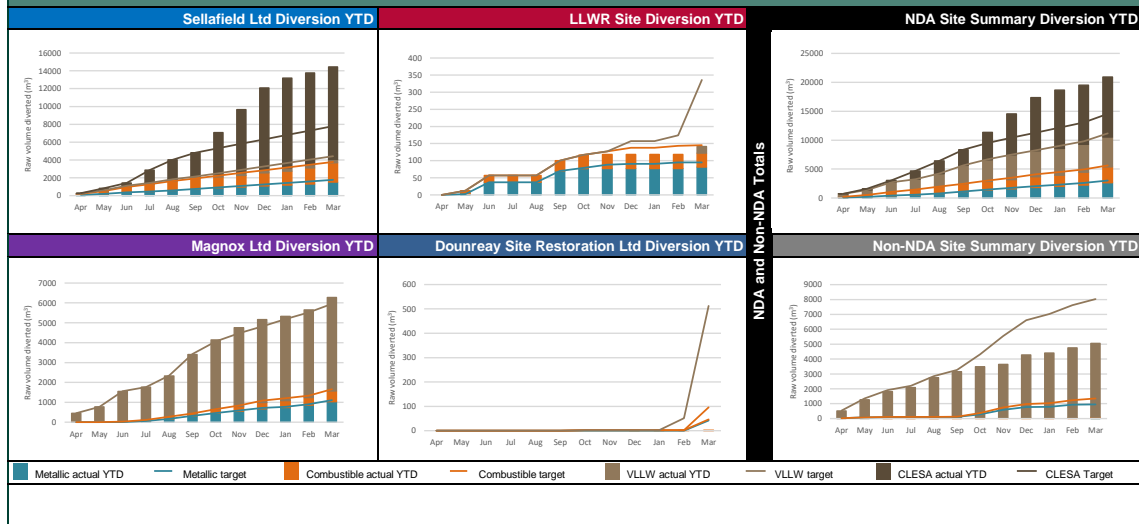 Sellafield Ltd Diversion YTD
Raw volume diverted (m³)
16000
14000
12000
10000
8000
6000
4000
2000
0
Apr May Jun Jul Aug Sep Oct Nov Dec Jan Feb Mar
LLWR Site Diversion YTD
Raw volume diverted (m³)
400
350
300
250
200
150
100
50
0
Apr May Jun Jul Aug Sep Oct Nov Dec Jan Feb Mar
NDA and Non-NDA Totals
NDA Site Summary Diversion YTD
Raw volume diverted (m³)
25000
20000
15000
10000
5000
0
Apr May Jun Jul Aug Sep Oct Nov Dec Jan Feb Mar
Magnox Ltd Diversion YTD
Raw volume diverted (m³)
7000
6000
5000
4000
3000
2000
1000
0
Apr May Jun Jul Aug Sep Oct Nov Dec Jan Feb Mar
Dounreay Site Restoration Ltd Diversion YTD
Raw volume diverted (m³)
600
500
400
300
200
100
0
Apr May Jun Jul Aug Sep Oct Nov Dec Jan Feb Mar
Non-NDA Site Summary Diversion YTD
Raw volume diverted (m³)
9000
8000
7000
6000
5000
4000
3000
2000
1000
0
Apr May Jun Jul Aug Sep Oct Nov Dec Jan Feb Mar
Metallic actual YTD Metallic target Combustible actual YTD Combustible target VLLW actual YTD VLLW target CLESA actual YTD CLESA Target